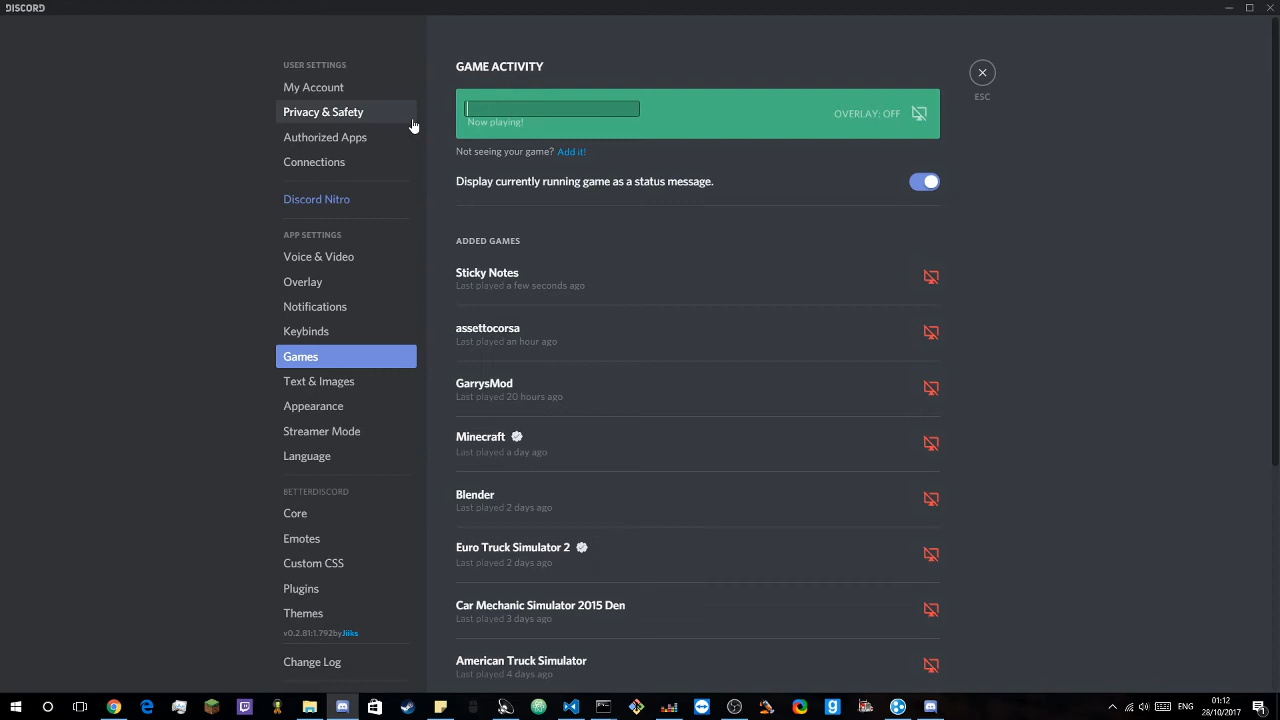 DISCORD
USER SETTINGS
My Account
Privacy & Safety
Authorized Apps
Connections
Discord Nitro
APP SETTINGS
Voice & Video
Overlay
Notifications
Keybinds
Games
Text & Images
Appearance
Streamer Mode
Language
BETTERDISCORD
Core
Emotes
Custom CSS
Plugins
Themes
v0.2.81:1.792byJiiks
Change Log
GAME ACTIVITY
Now playing!
OVERLAY: OFF
ESC
Not seeing your game? Add it!
Display currently running game as a status message.
ADDED GAMES
Sticky Notes
Last played a few seconds ago
assettocorsa
Last played an hour ago
GarrysMod
Last played 20 hours ago
Minecraft
Last played a day ago
Blender
Last played 2 days ago
Euro Truck Simulator 2
Last played 2 days ago
Car Mechanic Simulator 2015 Den
Last played 3 days ago
American Truck Simulator
Last played 4 days ago
ENG
01:12
28/10/2017